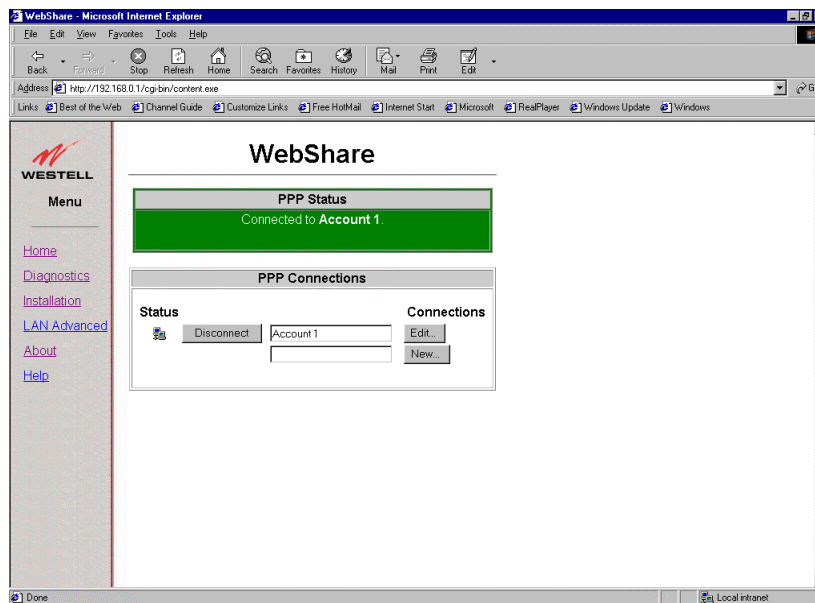 WebShare - Microsoft Internet Explorer
File Edit View Favorites Tools Help
Back Forward Stop Refresh Home Search Favorites History Mail Print Edit
Address http://192.168.0.1/cgi-bin/content.exe G
Links Best of the Web Channel Guide Customize Links Free HotMail Internet Start Microsoft RealPlayer Windows Update Windows
WESTELL
Menu
Home
Diagnostics
Installation
LAN Advanced
About
Help
WebShare
PPP Status
Connected to Account 1.
PPP Connections
Status Connections
Disconnect Account 1 Edit...
New...
Done Local intranet